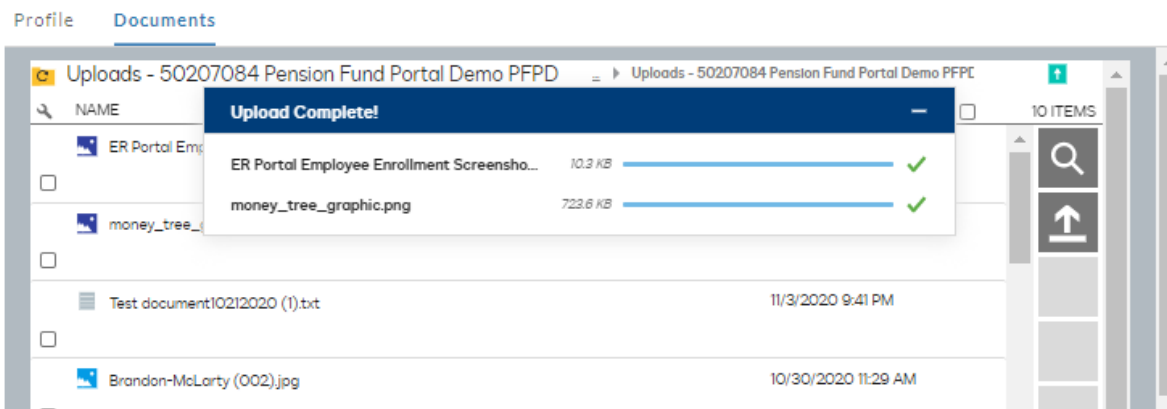 Profile Documents
Uploads - 50207084 Pension Fund Portal Demo PFPD Uploads - 50207084 Pension Fund Portal Demo PFPD
NAME Upload Complete! 10 ITEMS
ER Portal Emp
ER Portal Employee Enrollment Screensho... 10.3 KB
money_tree_graphic.png 723.6 KB
money_tree_g
Test document10212020 (1).txt 11/3/2020 9:41 PM
Brandon-McLarty (002).jpg 10/30/2020 11:29 AM